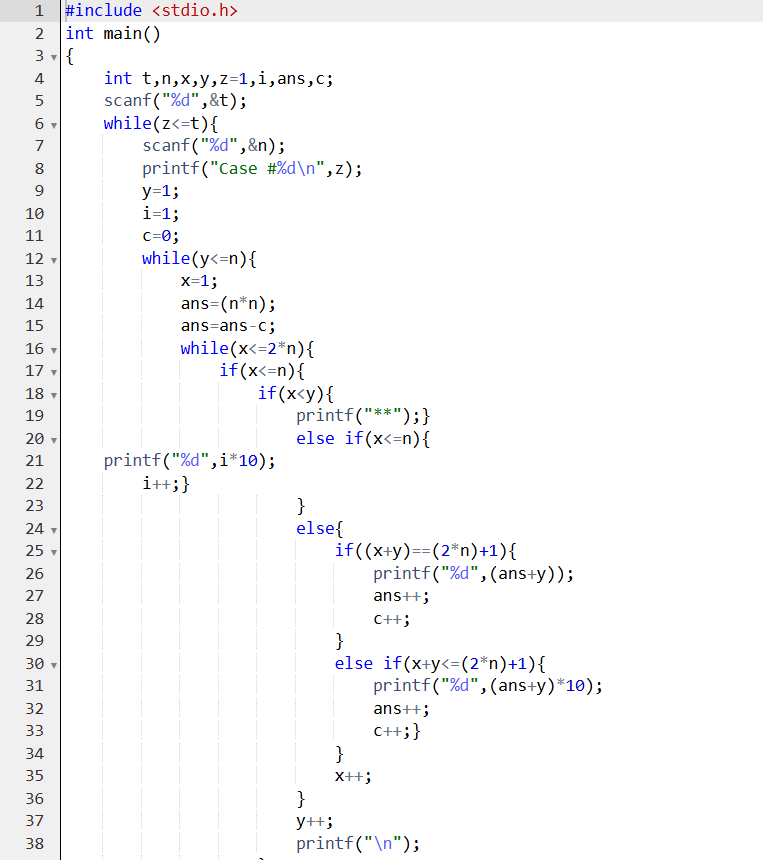 1 #include <stdio.h>
2 int main()
3 {
4 int t,n,x,y,z=1,i,ans,c;
5 scanf("%d",&t);
6 while(z<=t){
7 scanf("%d",&n);
8 printf("Case #%d\n",z);
9 y=1;
10 i=1;
11 c=0;
12 while(y<=n){
13 x=1;
14 ans=(n*n);
15 ans=ans-c;
16 while(x<=2*n){
17 if(x<=n){
18 if(x<y){
19 printf("**");}
20 else if(x<=n){
21 printf("%d",i*10);
22 i++;}
23 }
24 else{
25 if((x+y)==(2*n)+1){
26 printf("%d",(ans+y));
27 ans++;
28 c++;
29 }
30 else if(x+y<=(2*n)+1){
31 printf("%d",(ans+y)*10);
32 ans++;
33 c++;}
34 }
35 x++;
36 }
37 y++;
38 printf("\n");